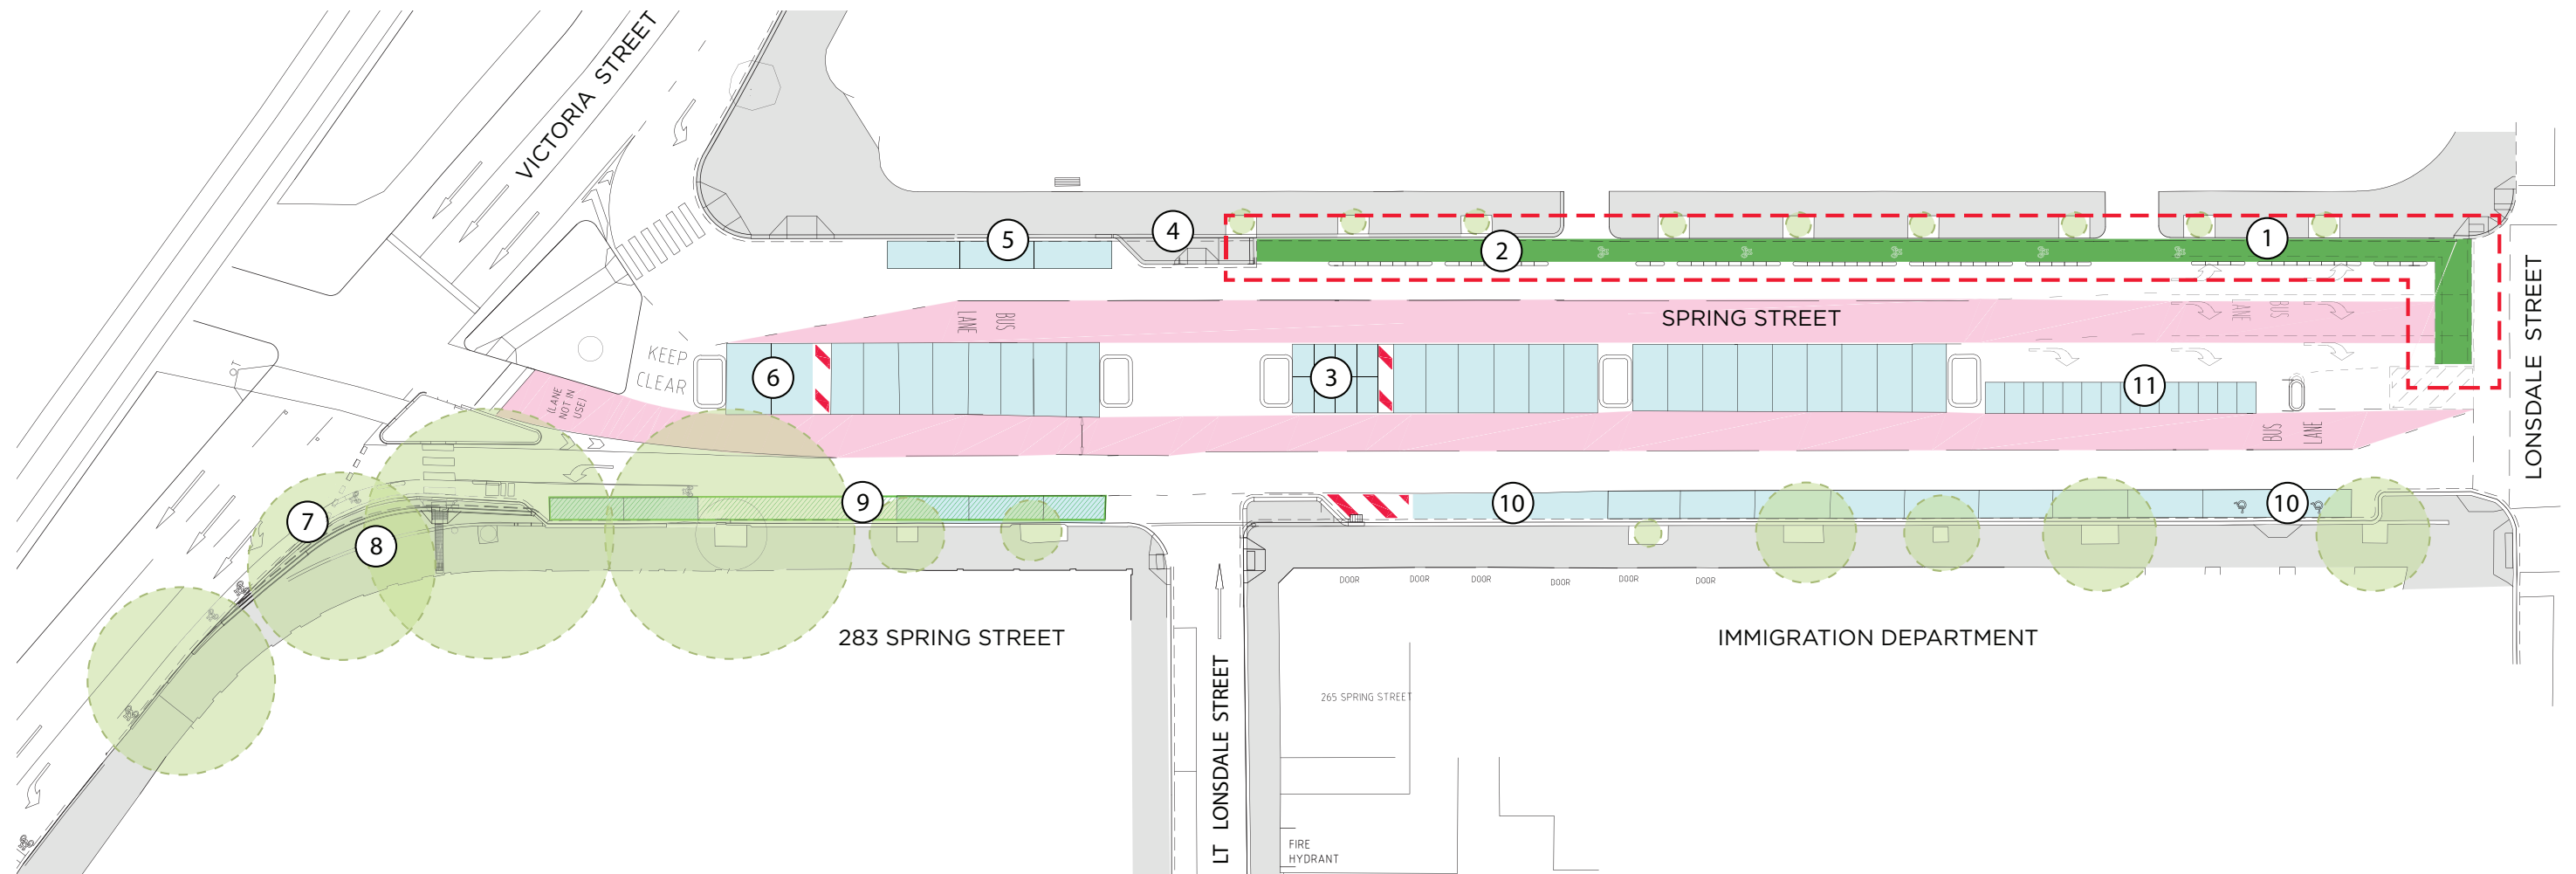 VICTORIA STREET
1
4
5
2
SPRING STREET
BUS
LANE
BUS
LANE
LONSDALE STREET
KEEP
CLEAR
6
3
11
(LANE
NOT IN
USE)
BUS
LANE
7
8
9
10
10
DOOR
DOOR
DOOR
DOOR
DOOR
DOOR
283 SPRING STREET
IMMIGRATION DEPARTMENT
LT LONSDALE STREET
265 SPRING STREET
FIRE
HYDRANT